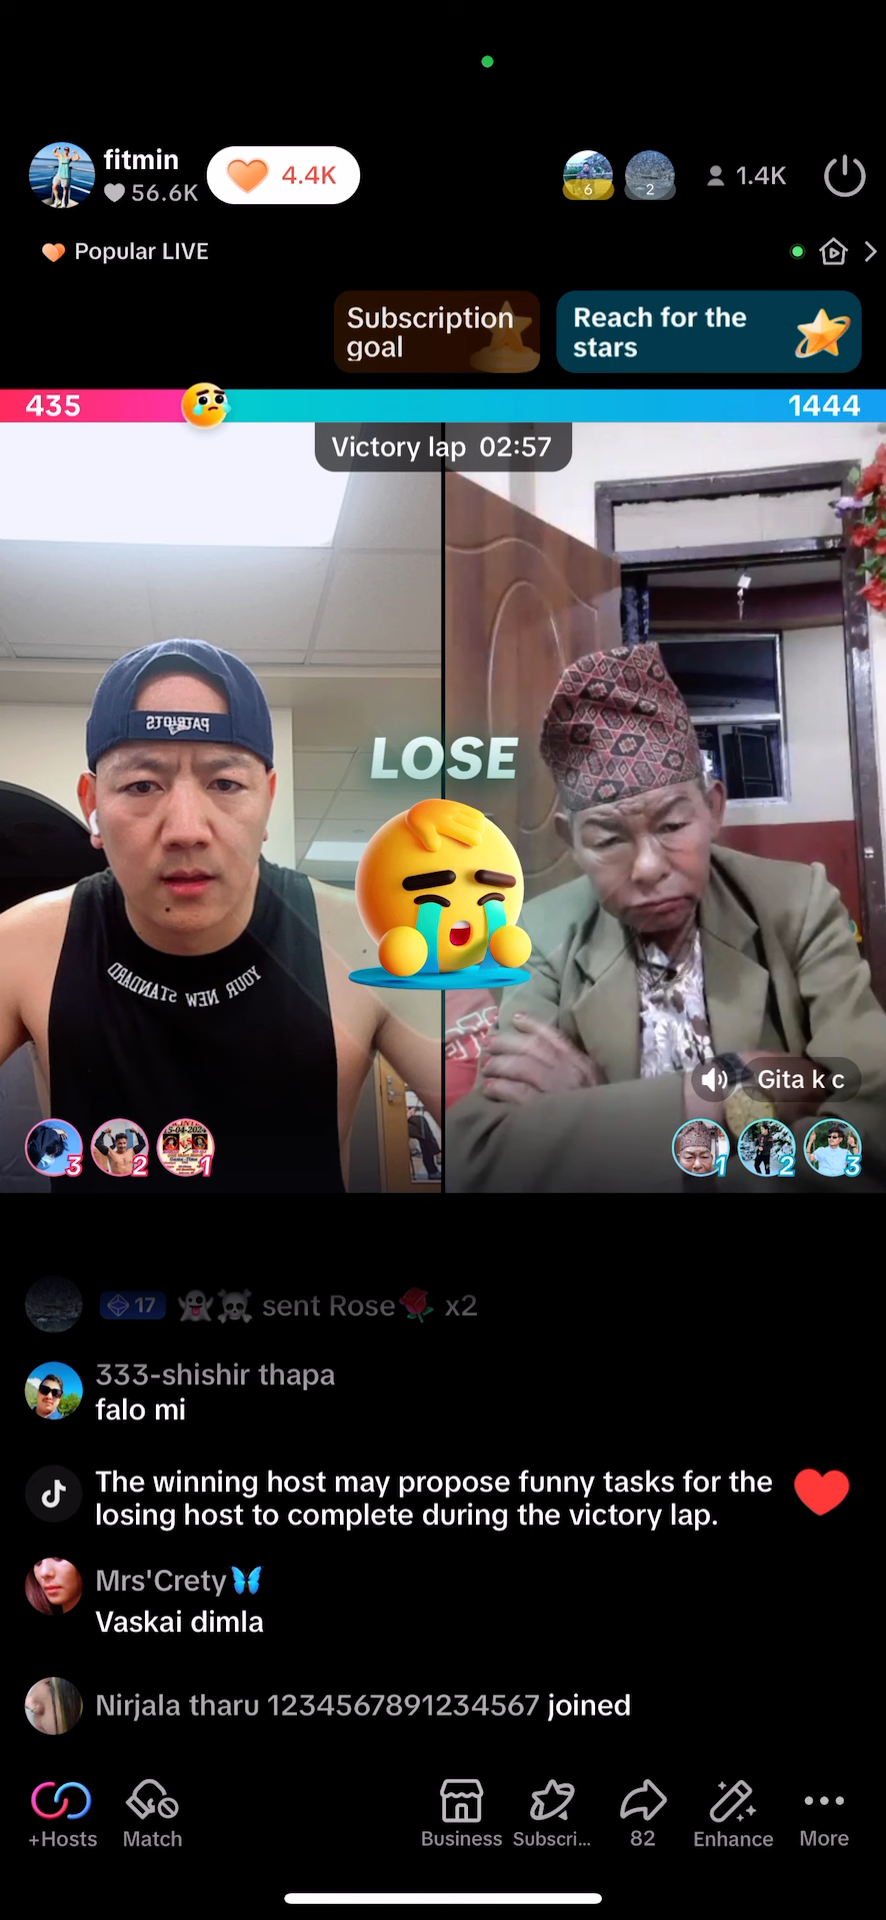 fitmin
56.6K
4.4K
6
2
1.4K
Popular LIVE
Subscription
goal
Reach for the
stars
435
1444
Victory lap 02:57
PATRIOTS
LOSE
YOUR NEW STANDARD
Gita k c
3
2
1
5-04-2024
1
2
3
17 👻☠️ sent Rose🌹 x2
333-shishir thapa
falo mi
The winning host may propose funny tasks for the
losing host to complete during the victory lap.
Mrs'Crety🦋
Vaskai dimla
Nirjala tharu 1234567891234567 joined
+Hosts
Match
Business
Subscri...
82
Enhance
More